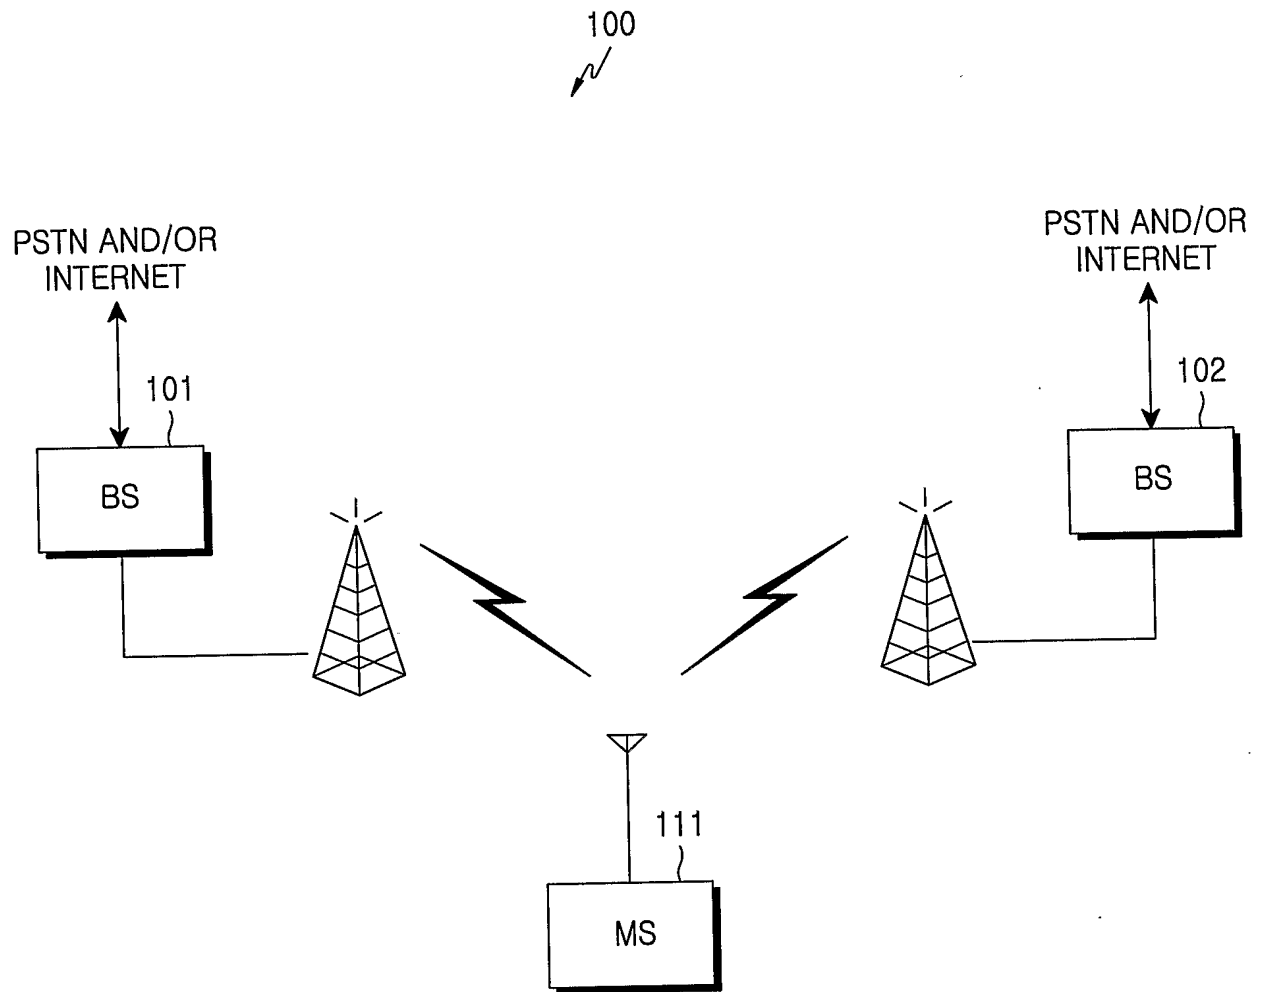 100
PSTN AND/OR
INTERNET
PSTN AND/OR
INTERNET
101
102
BS
BS
111
MS